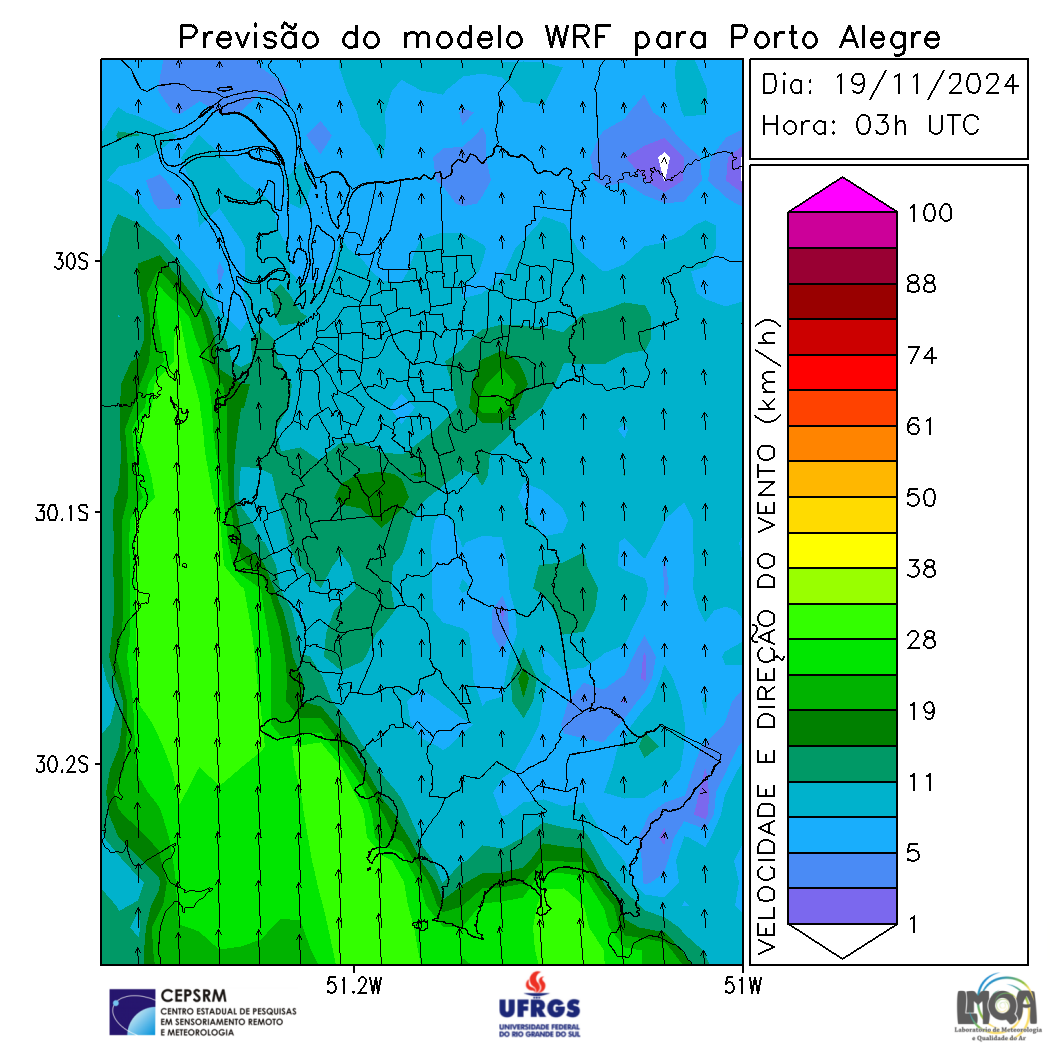 Previsão do modelo WRF para Porto Alegre
Dia: 19/11/2024
Hora: 03h UTC
30S
30.1S
30.2S
51.2W
51W
VELOCIDADE E DIREÇÃO DO VENTO (km/h)
100
88
74
61
50
38
28
19
11
5
1
CEPSRM
CENTRO ESTADUAL DE PESQUISAS
EM SENSORIAMENTO REMOTO
E METEOROLOGIA
UFRGS
UNIVERSIDADE FEDERAL
DO RIO GRANDE DO SUL
LMQA
Laboratório de Meteorologia
e Qualidade do Ar